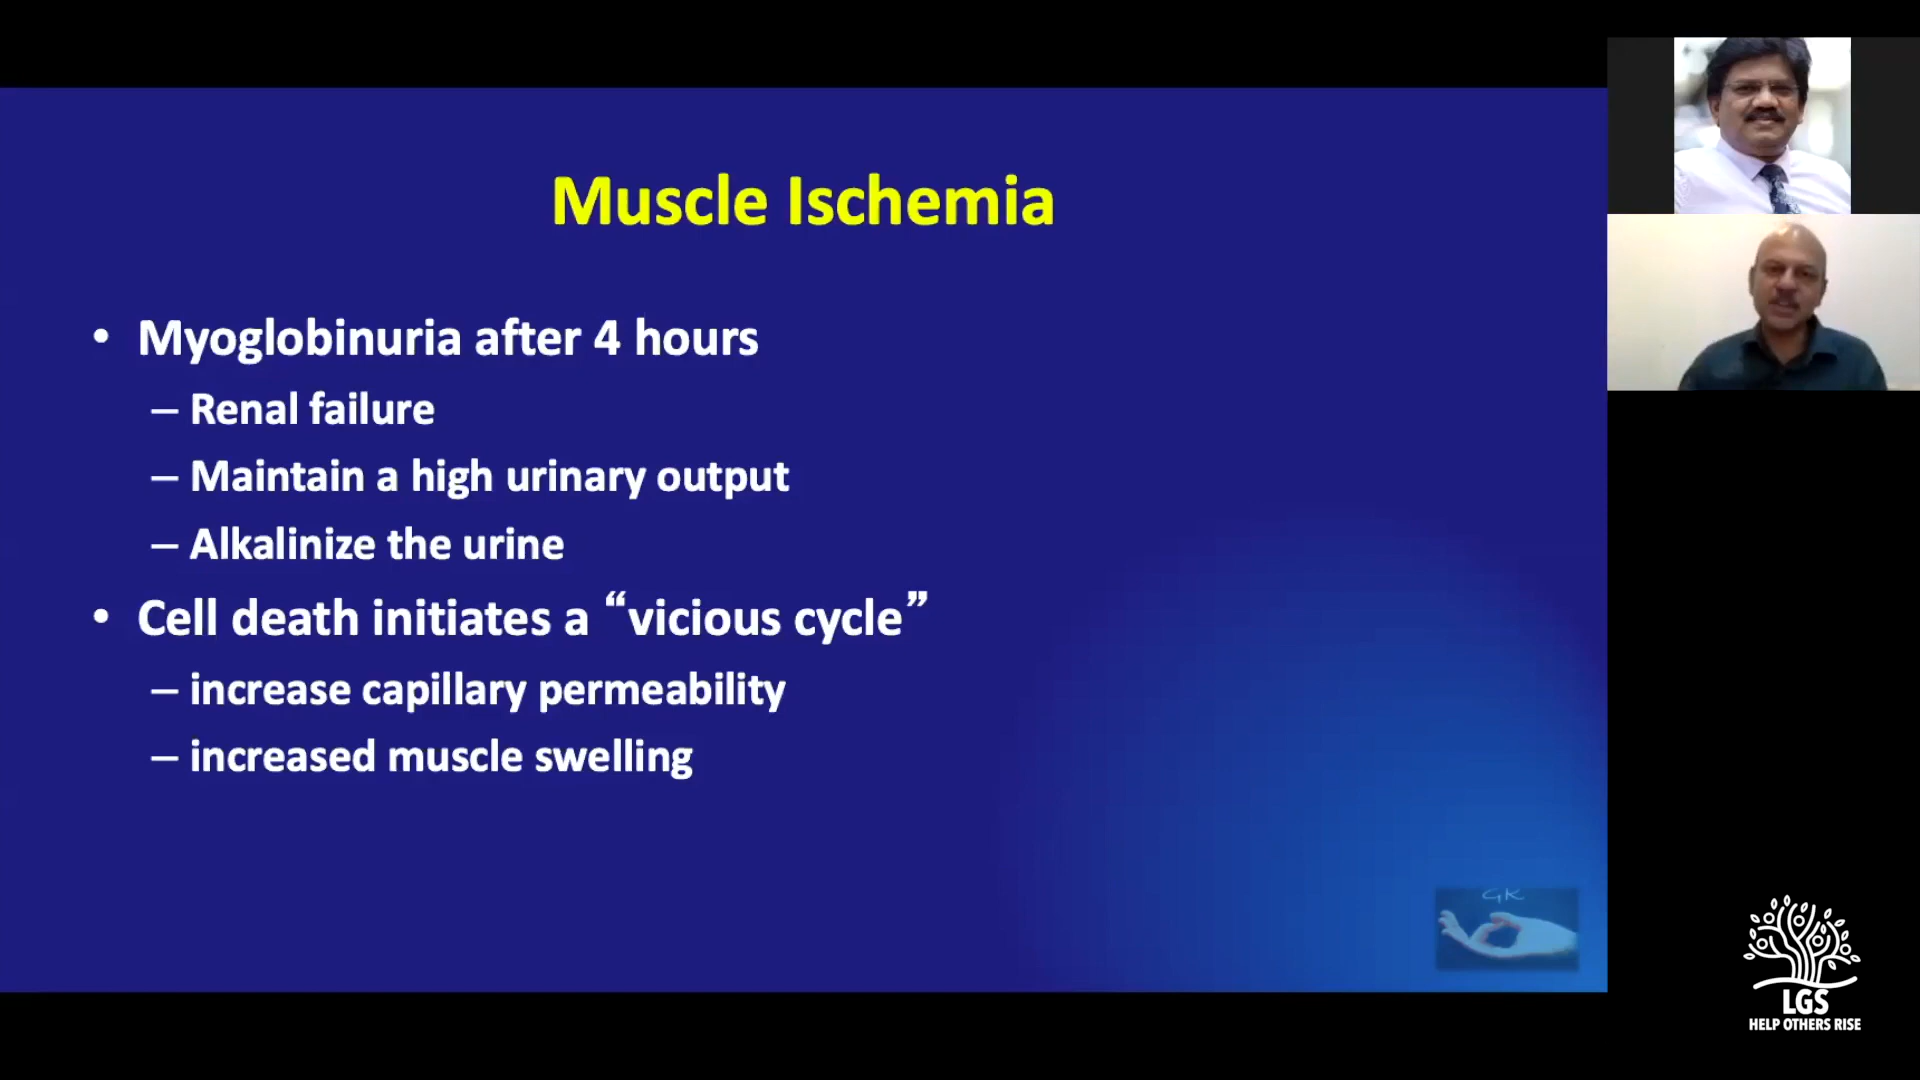 Muscle Ischemia
• Myoglobinuria after 4 hours
– Renal failure
– Maintain a high urinary output
– Alkalinize the urine
• Cell death initiates a “vicious cycle”
– increase capillary permeability
– increased muscle swelling
GK
LGS
HELP OTHERS RISE